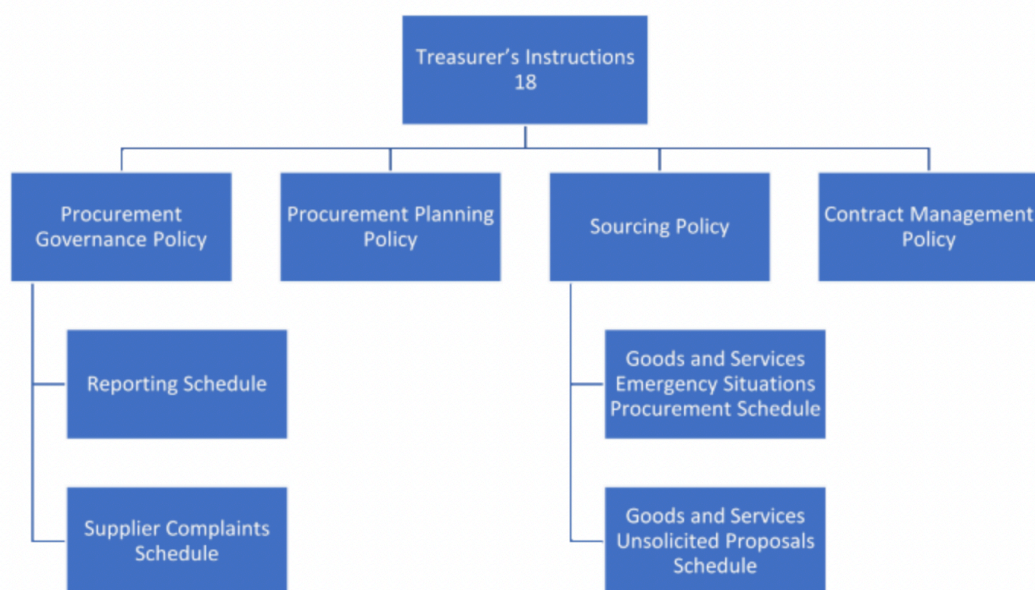 Treasurer's Instructions
18
Procurement
Governance Policy
Procurement Planning
Policy
Sourcing Policy
Contract Management
Policy
Reporting Schedule
Goods and Services
Emergency Situations
Procurement Schedule
Supplier Complaints
Schedule
Goods and Services
Unsolicited Proposals
Schedule